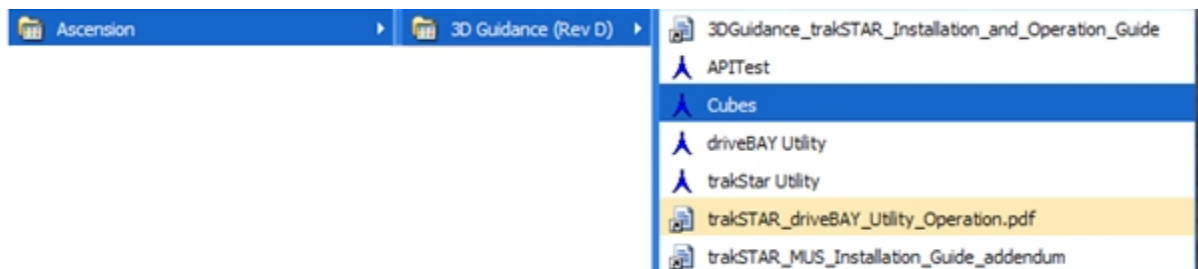 Ascension
3D Guidance (Rev D)
3DGuidance_trakSTAR_Installation_and_Operation_Guide
APITest
Cubes
driveBAY Utility
trakStar Utility
trakSTAR_driveBAY_Utility_Operation.pdf
trakSTAR_MUS_Installation_Guide_addendum